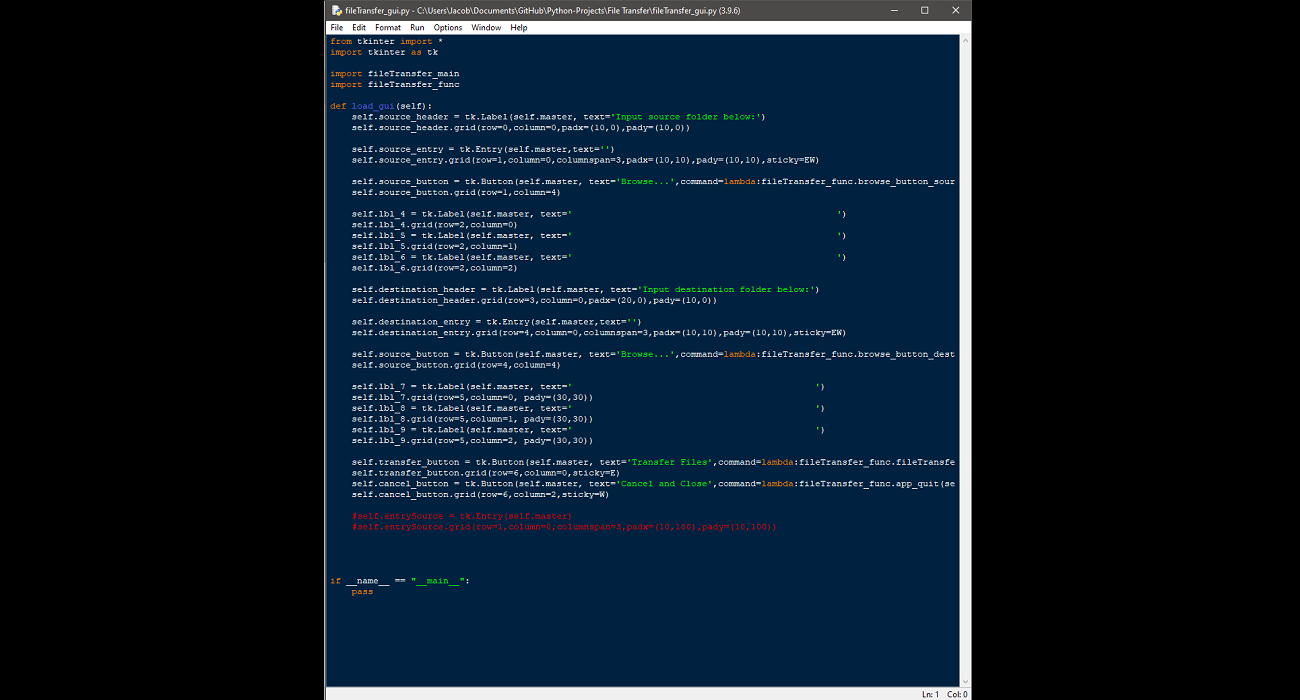 fileTransfer_gui.py - C:\Users\Jacob\Documents\GitHub\Python-Projects\File Transfer\fileTransfer_gui.py (3.9.6)
File Edit Format Run Options Window Help
from tkinter import *
import tkinter as tk

import fileTransfer_main
import fileTransfer_func

def load_gui(self):
    self.source_header = tk.Label(self.master, text='Input source folder below:')
    self.source_header.grid(row=0,column=0,padx=(10,0),pady=(10,0))

    self.source_entry = tk.Entry(self.master,text='')
    self.source_entry.grid(row=1,column=0,columnspan=3,padx=(10,10),pady=(10,10),sticky=EW)

    self.source_button = tk.Button(self.master, text='Browse...',command=lambda:fileTransfer_func.browse_button_sour
    self.source_button.grid(row=1,column=4)

    self.lbl_4 = tk.Label(self.master, text='                                                 ')
    self.lbl_4.grid(row=2,column=0)
    self.lbl_5 = tk.Label(self.master, text='                                                 ')
    self.lbl_5.grid(row=2,column=1)
    self.lbl_6 = tk.Label(self.master, text='                                                 ')
    self.lbl_6.grid(row=2,column=2)

    self.destination_header = tk.Label(self.master, text='Input destination folder below:')
    self.destination_header.grid(row=3,column=0,padx=(20,0),pady=(10,0))

    self.destination_entry = tk.Entry(self.master,text='')
    self.destination_entry.grid(row=4,column=0,columnspan=3,padx=(10,10),pady=(10,10),sticky=EW)

    self.source_button = tk.Button(self.master, text='Browse...',command=lambda:fileTransfer_func.browse_button_dest
    self.source_button.grid(row=4,column=4)

    self.lbl_7 = tk.Label(self.master, text='                                             ')
    self.lbl_7.grid(row=5,column=0, pady=(30,30))
    self.lbl_8 = tk.Label(self.master, text='                                             ')
    self.lbl_8.grid(row=5,column=1, pady=(30,30))
    self.lbl_9 = tk.Label(self.master, text='                                             ')
    self.lbl_9.grid(row=5,column=2, pady=(30,30))

    self.transfer_button = tk.Button(self.master, text='Transfer Files',command=lambda:fileTransfer_func.fileTransfe
    self.transfer_button.grid(row=6,column=0,sticky=E)
    self.cancel_button = tk.Button(self.master, text='Cancel and Close',command=lambda:fileTransfer_func.app_quit(se
    self.cancel_button.grid(row=6,column=2,sticky=W)

    #self.entrySource = tk.Entry(self.master)
    #self.entrySource.grid(row=1,column=0,columnspan=3,padx=(10,100),pady=(10,100))

if __name__ == "__main__":
    pass
Ln: 1 Col: 0